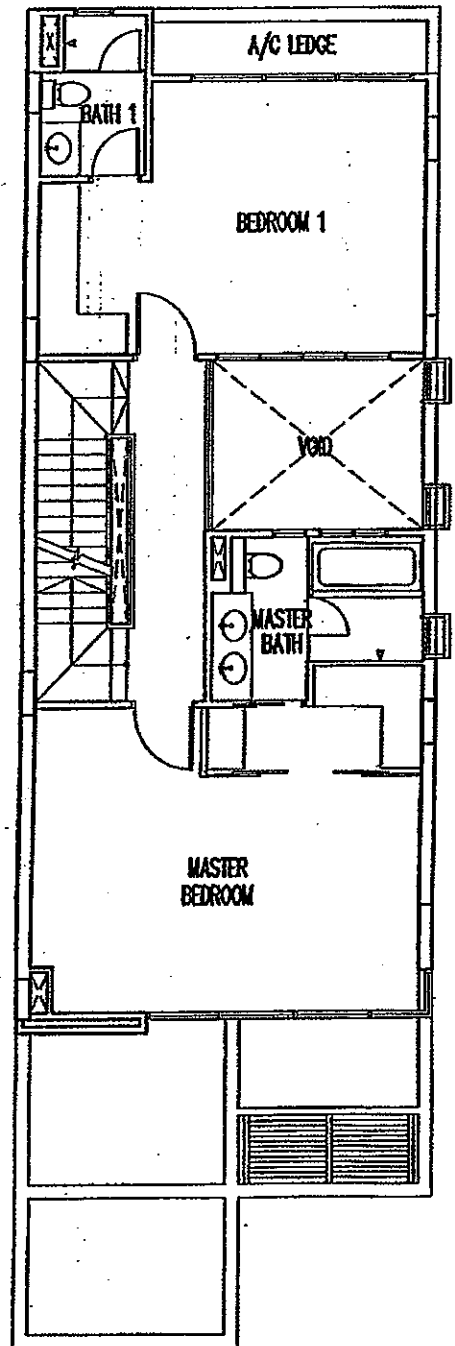 A/C LEDGE
BATH 1
BEDROOM 1
VOID
MASTER
BATH
MASTER
BEDROOM